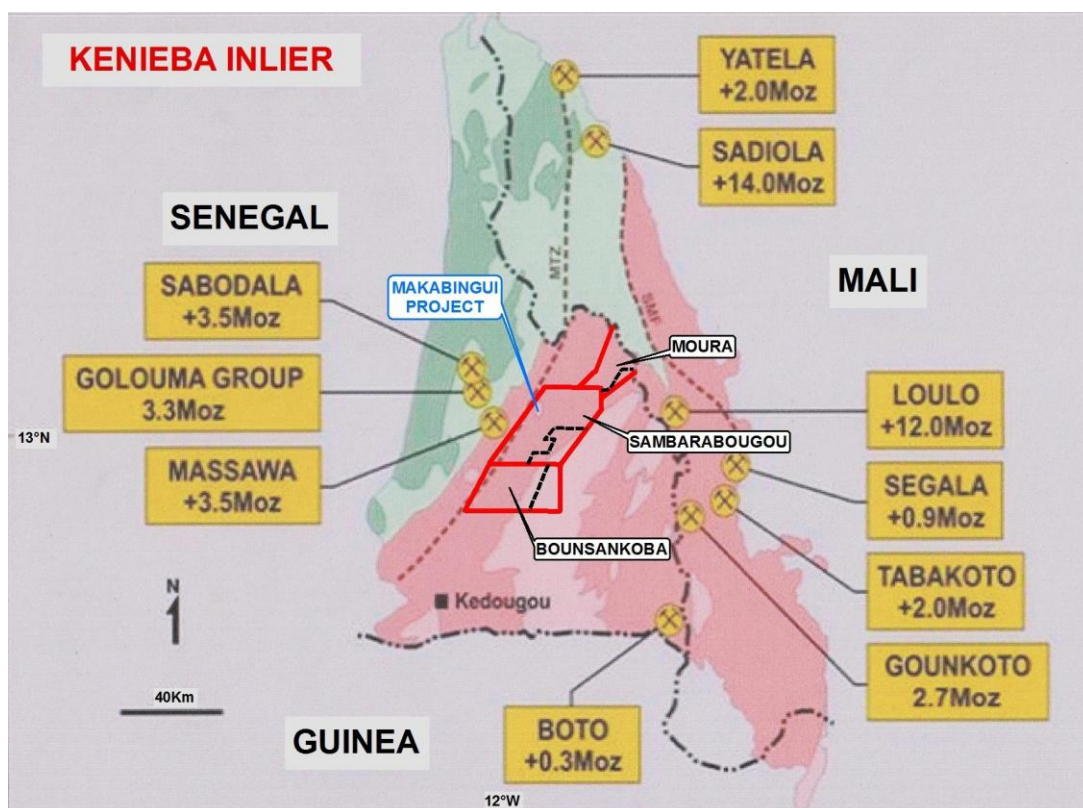 KENIEBA INLIER
YATELA
+2.0Moz
SADIOLA
+14.0Moz
SENEGAL
MALI
MTZ
SMF
SABODALA
+3.5Moz
MAKABINGUI
PROJECT
MOURA
GOLOUMA GROUP
3.3Moz
LOULO
+12.0Moz
13°N
SAMBARABOUGOU
MASSAWA
+3.5Moz
SEGALA
+0.9Moz
BOUNSANKOBA
TABAKOTO
+2.0Moz
N
Kedougou
GOUNKOTO
2.7Moz
40Km
BOTO
+0.3Moz
GUINEA
12°W